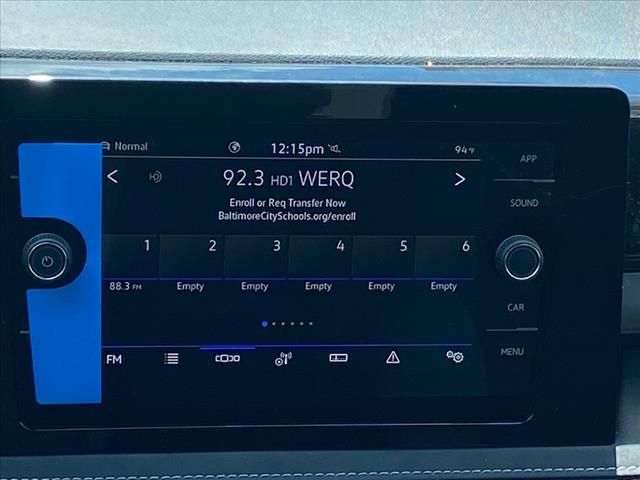 Normal 12:15pm 94°F
APP
92.3 HD1 WERQ
Enroll or Req Transfer Now
SOUND
BaltimoreCitySchools.org/enroll
1 2 3 4 5 6
88.3 FM Empty Empty Empty Empty Empty
CAR
FM
MENU